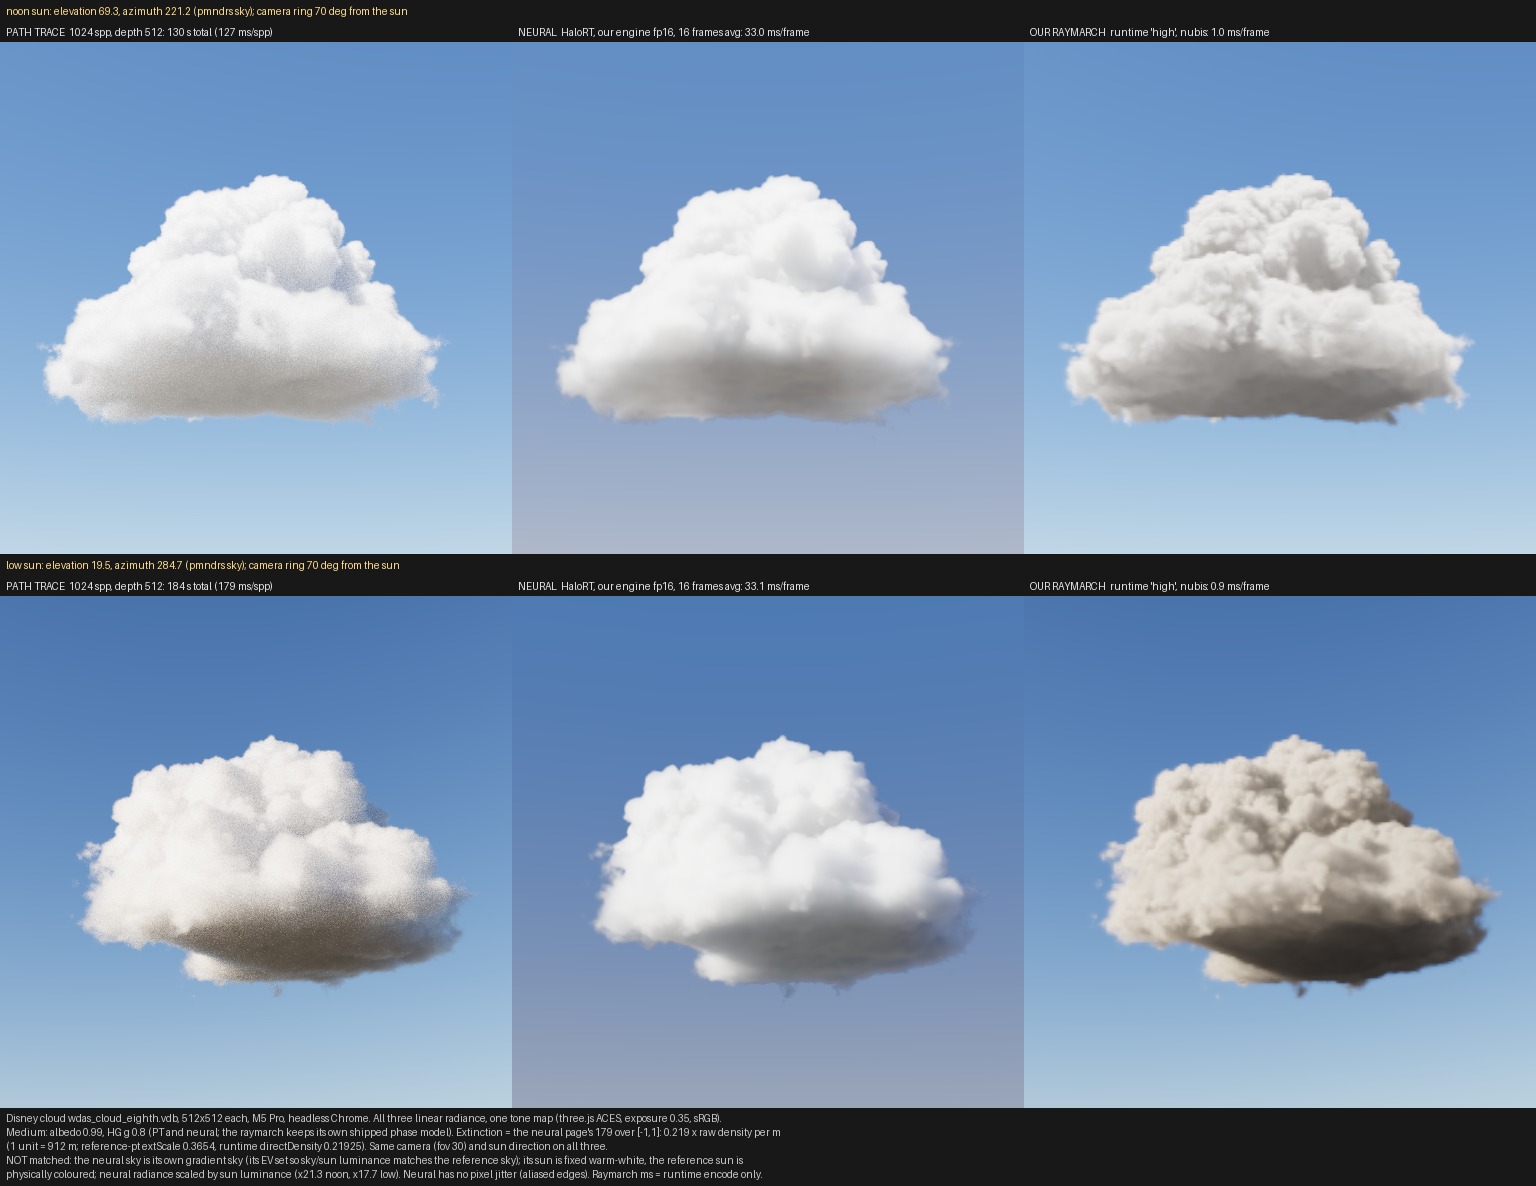 noon sun: elevation 69.3, azimuth 221.2 (pmndrs sky); camera ring 70 deg from the sun
PATH TRACE 1024 spp, depth 512: 130 s total (127 ms/spp)
NEURAL HaloRT, our engine fp16, 16 frames avg: 33.0 ms/frame
OUR RAYMARCH runtime 'high', nubis: 1.0 ms/frame
low sun: elevation 19.5, azimuth 284.7 (pmndrs sky); camera ring 70 deg from the sun
PATH TRACE 1024 spp, depth 512: 184 s total (179 ms/spp)
NEURAL HaloRT, our engine fp16, 16 frames avg: 33.1 ms/frame
OUR RAYMARCH runtime 'high', nubis: 0.9 ms/frame
Disney cloud wdas_cloud_eighth.vdb, 512x512 each, M5 Pro, headless Chrome. All three linear radiance, one tone map (three.js ACES, exposure 0.35, sRGB).
Medium: albedo 0.99, HG g 0.8 (PT and neural; the raymarch keeps its own shipped phase model). Extinction = the neural page's 179 over [-1,1]: 0.219 x raw density per m
(1 unit = 912 m; reference-pt extScale 0.3654, runtime directDensity 0.21925). Same camera (fov 30) and sun direction on all three.
NOT matched: the neural sky is its own gradient sky (its EV set so sky/sun luminance matches the reference sky); its sun is fixed warm-white, the reference sun is
physically coloured; neural radiance scaled by sun luminance (x21.3 noon, x17.7 low). Neural has no pixel jitter (aliased edges). Raymarch ms = runtime encode only.